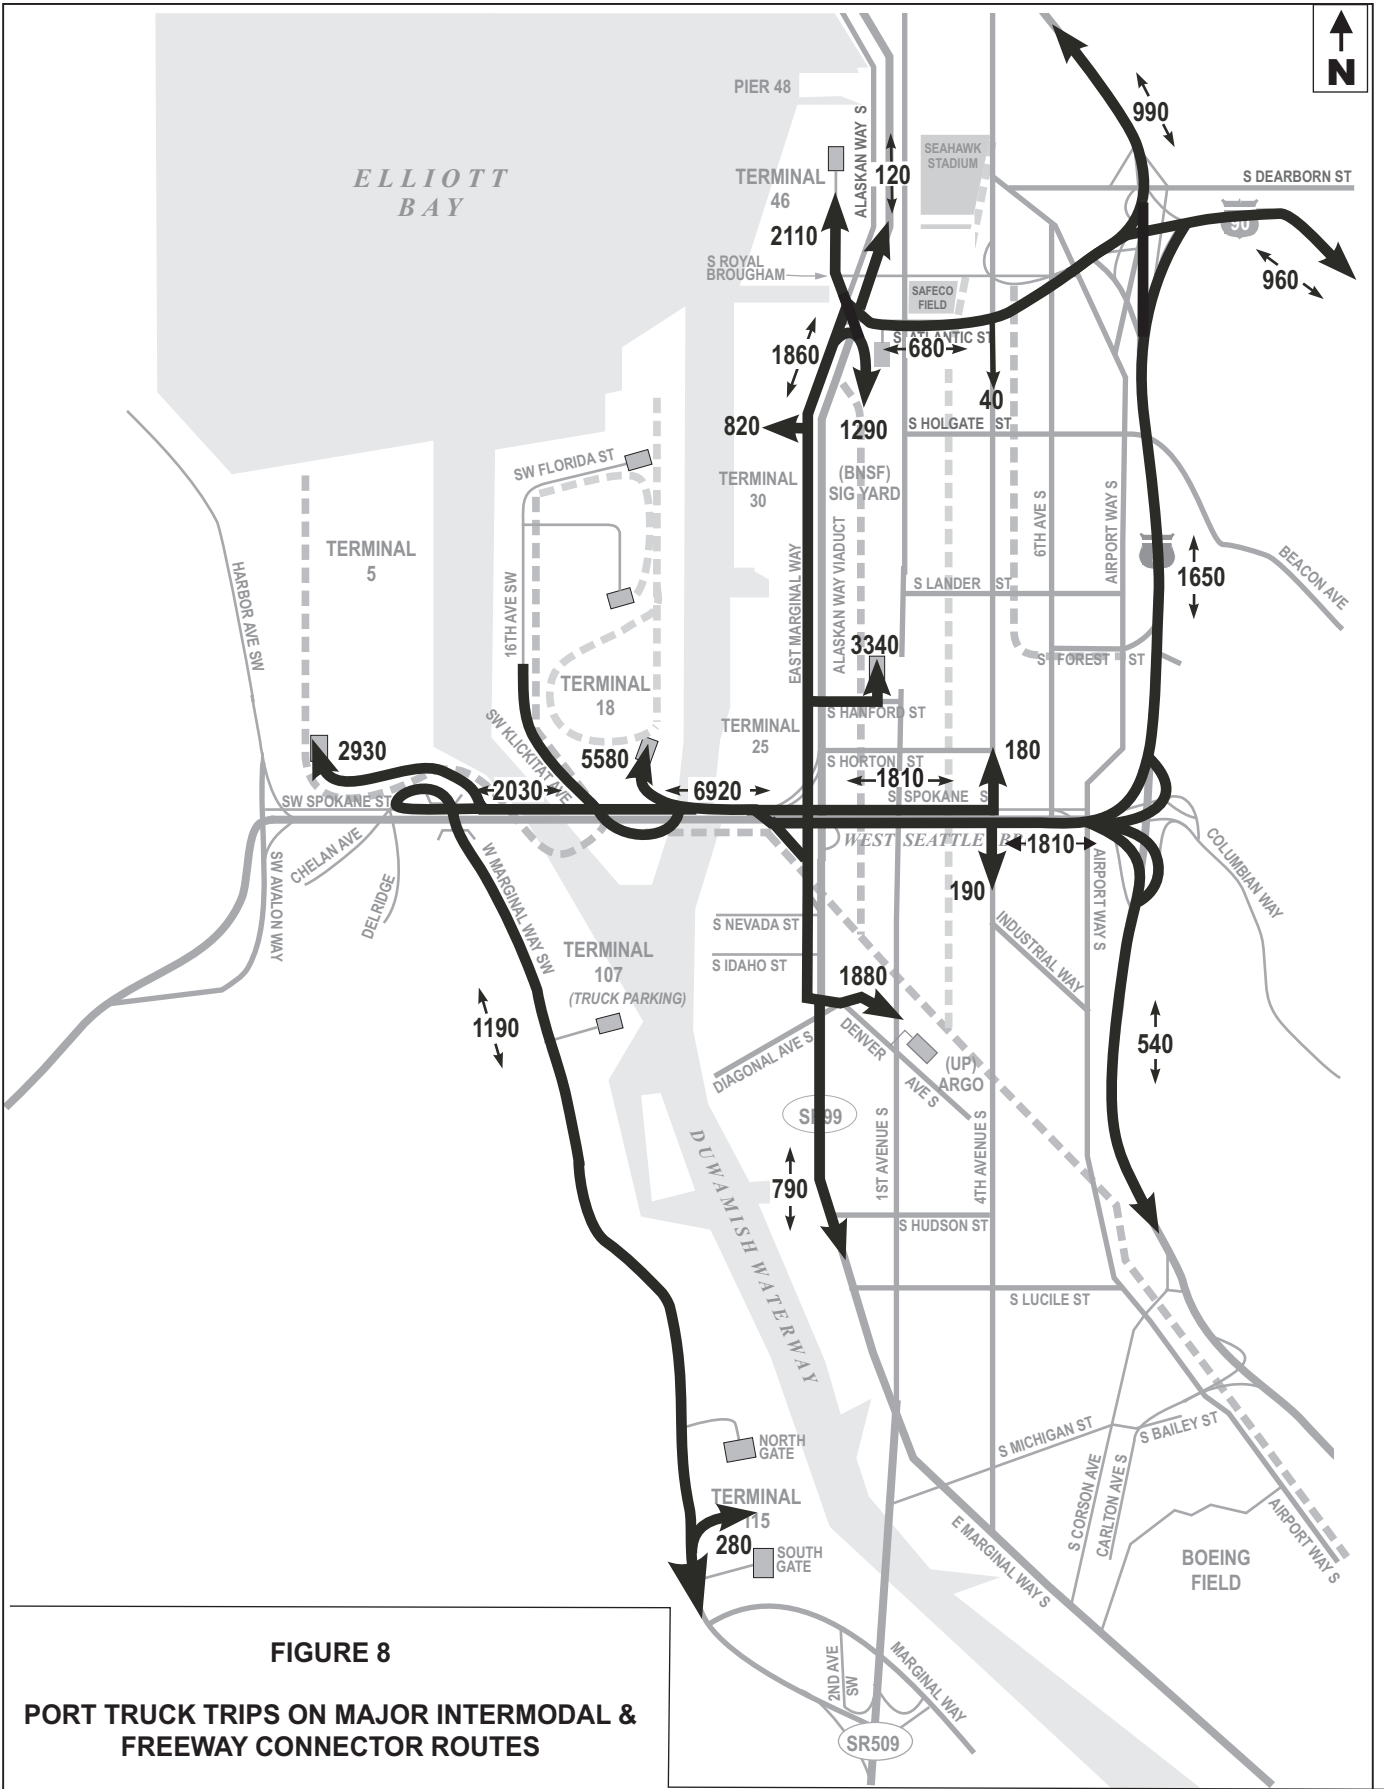 N
PIER 48
ALASKAN WAY S
SEAHAWK
STADIUM
990
ELLIOTT
BAY
TERMINAL
46
120
S DEARBORN ST
90
2110
S ROYAL
BROUGHAM
960
SAFECO
FIELD
S ATLANTIC ST
1860
680
40
820
1290
S HOLGATE ST
SW FLORIDA ST
TERMINAL
30
(BNSF)
SIG YARD
6TH AVE S
AIRPORT WAY S
TERMINAL
5
HARBOR AVE SW
16TH AVE SW
EAST MARGINAL WAY
ALASKAN WAY VIADUCT
S LANDER ST
1650
BEACON AVE
3340
S FOREST ST
TERMINAL
18
SW KLICKITAT AVE
S HANFORD ST
TERMINAL
25
2930
5580
S HORTON ST
180
2030
6920
1810
SW SPOKANE ST
S SPOKANE S
WEST SEATTLE BR
1810
CHELAN AVE
SW AVALON WAY
DELRIDGE
W MARGINAL WAY SW
190
AIRPORT WAY S
COLUMBIAN WAY
S NEVADA ST
INDUSTRIAL WAY
TERMINAL
107
(TRUCK PARKING)
S IDAHO ST
1880
1190
DENVER
AVE S
540
DIAGONAL AVE S
(UP)
ARGO
SR99
DUWAMISH WATERWAY
1ST AVENUE S
4TH AVENUE S
790
S HUDSON ST
S LUCILE ST
S MICHIGAN ST
S BAILEY ST
NORTH
GATE
S CORSON AVE
CARLTON AVE S
TERMINAL
115
280
SOUTH
GATE
E MARGINAL WAY S
AIRPORT WAY S
BOEING
FIELD
2ND AVE
SW
MARGINAL WAY
SR509
FIGURE 8
PORT TRUCK TRIPS ON MAJOR INTERMODAL &
FREEWAY CONNECTOR ROUTES